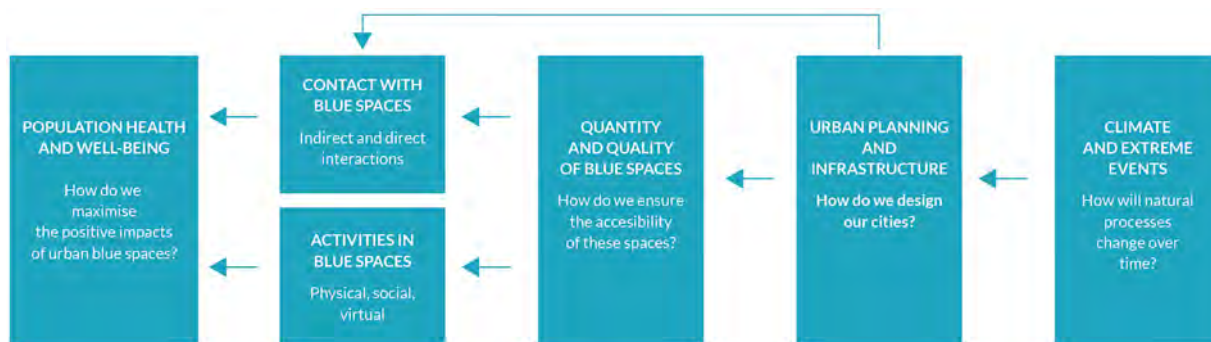 POPULATION HEALTH
AND WELL-BEING
How do we
maximise
the positive impacts
of urban blue spaces?
CONTACT WITH
BLUE SPACES
Indirect and direct
interactions
ACTIVITIES IN
BLUE SPACES
Physical, social,
virtual
QUANTITY
AND QUALITY
OF BLUE SPACES
How do we ensure
the accesibility
of these spaces?
URBAN PLANNING
AND
INFRASTRUCTURE
How do we design
our cities?
CLIMATE
AND EXTREME
EVENTS
How will natural
processes
change over
time?